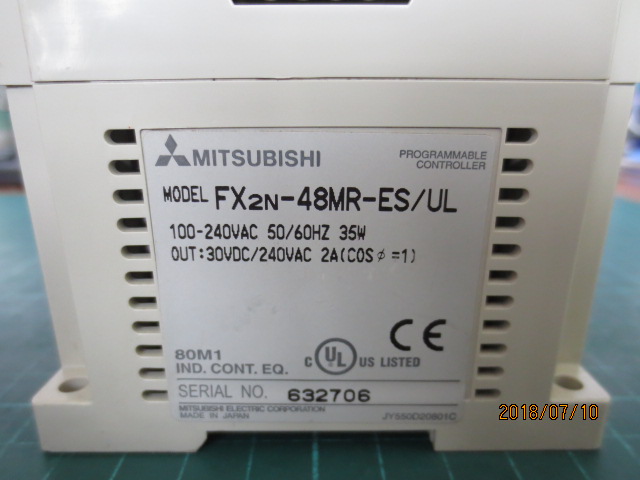 MITSUBISHI
PROGRAMMABLE
CONTROLLER
MODEL FX2N-48MR-ES/UL
100-240VAC 50/60HZ 35W
OUT:30VDC/240VAC 2A(COSφ=1)
80M1
IND. CONT. EQ.
C UL US LISTED
CE
SERIAL NO. 632706
MITSUBISHI ELECTRIC CORPORATION
MADE IN JAPAN
JY550D20801C
2018/07/10